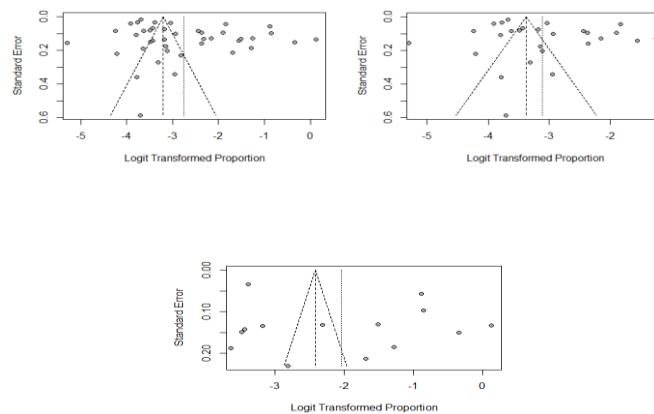 Standard Error
0.0
0.2
0.4
0.6
-5 -4 -3 -2 -1 0
Logit Transformed Proportion
Standard Error
0.0
0.2
0.4
0.6
-5 -4 -3 -2
Logit Transformed Proportion
Standard Error
0.00
0.10
0.20
-3 -2 -1 0
Logit Transformed Proportion